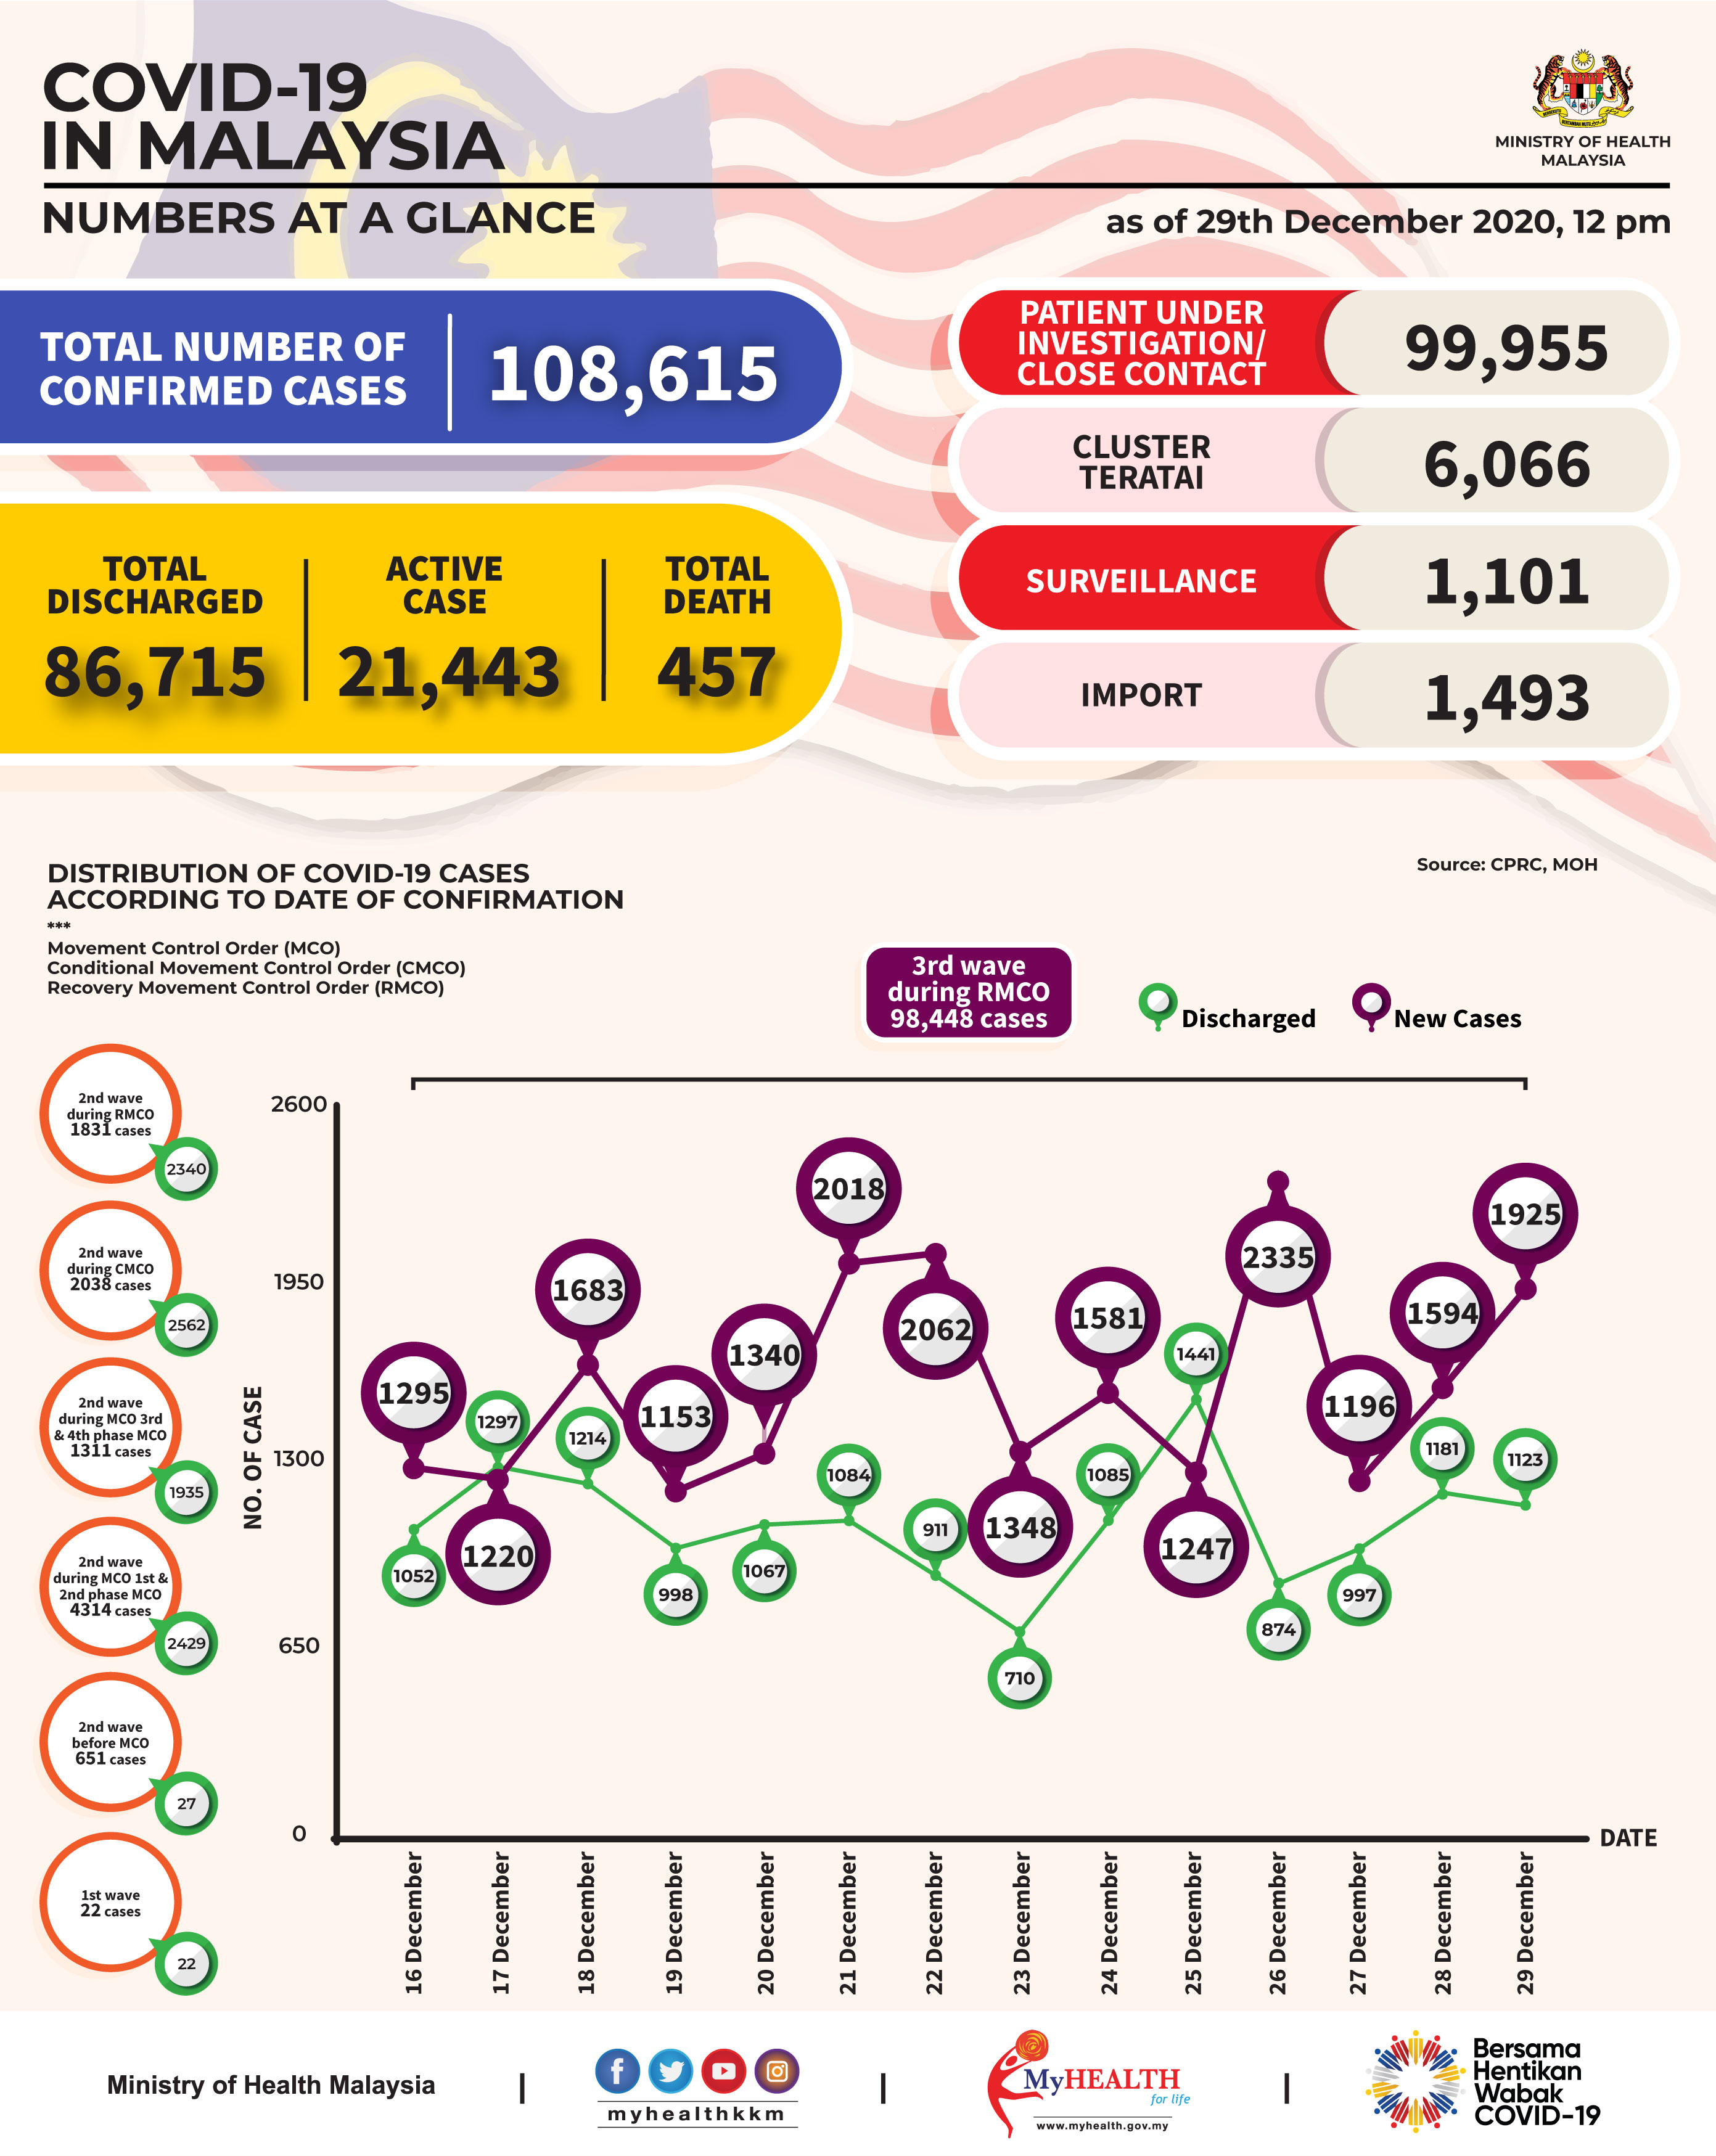 COVID-19
IN MALAYSIA
MINISTRY OF HEALTH
MALAYSIA
NUMBERS AT A GLANCE
as of 29th December 2020, 12 pm
TOTAL NUMBER OF
CONFIRMED CASES
108,615
TOTAL
DISCHARGED
86,715
ACTIVE
CASE
21,443
TOTAL
DEATH
457
PATIENT UNDER
INVESTIGATION/
CLOSE CONTACT
99,955
CLUSTER
TERATAI
6,066
SURVEILLANCE
1,101
IMPORT
1,493
DISTRIBUTION OF COVID-19 CASES
ACCORDING TO DATE OF CONFIRMATION
***
Movement Control Order (MCO)
Conditional Movement Control Order (CMCO)
Recovery Movement Control Order (RMCO)
Source: CPRC, MOH
3rd wave
during RMCO
98,448 cases
Discharged
New Cases
2nd wave
during RMCO
1831 cases
2340
2nd wave
during CMCO
2038 cases
2562
2nd wave
during MCO 3rd
& 4th phase MCO
1311 cases
1935
2nd wave
during MCO 1st &
2nd phase MCO
4314 cases
2429
2nd wave
before MCO
651 cases
27
1st wave
22 cases
22
NO. OF CASE
2600
1950
1300
650
0
1295
1220
1683
1153
1340
2018
2062
1348
1581
1247
2335
1196
1594
1925
1052
1297
1214
998
1067
1084
911
710
1085
1441
874
997
1181
1123
DATE
16 December
17 December
18 December
19 December
20 December
21 December
22 December
23 December
24 December
25 December
26 December
27 December
28 December
29 December
Ministry of Health Malaysia
myhealthkkm
MyHEALTH
for life
www.myhealth.gov.my
Bersama
Hentikan
Wabak
COVID-19